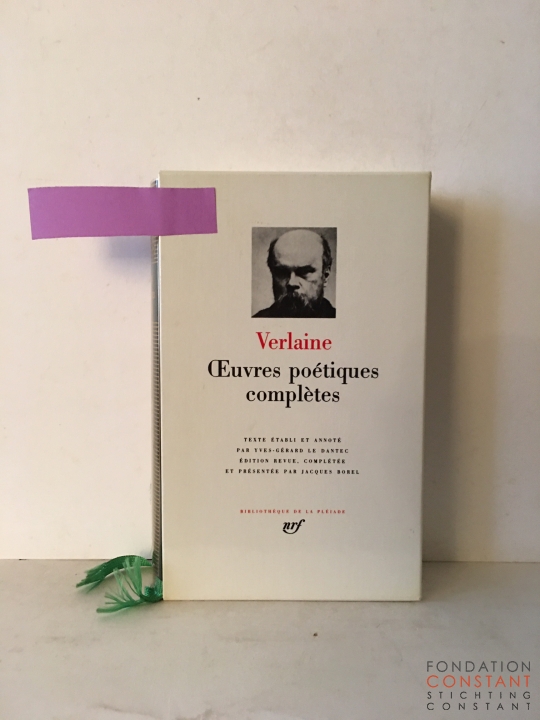 Verlaine
Œuvres poétiques
complètes
TEXTE ÉTABLI ET ANNOTÉ
PAR YVES-GÉRARD LE DANTEC
ÉDITION REVUE, COMPLÉTÉE
ET PRÉSENTÉE PAR JACQUES BOREL
BIBLIOTHÈQUE DE LA PLÉIADE
nrf
FONDATION
CONSTANT
STICHTING
CONSTANT